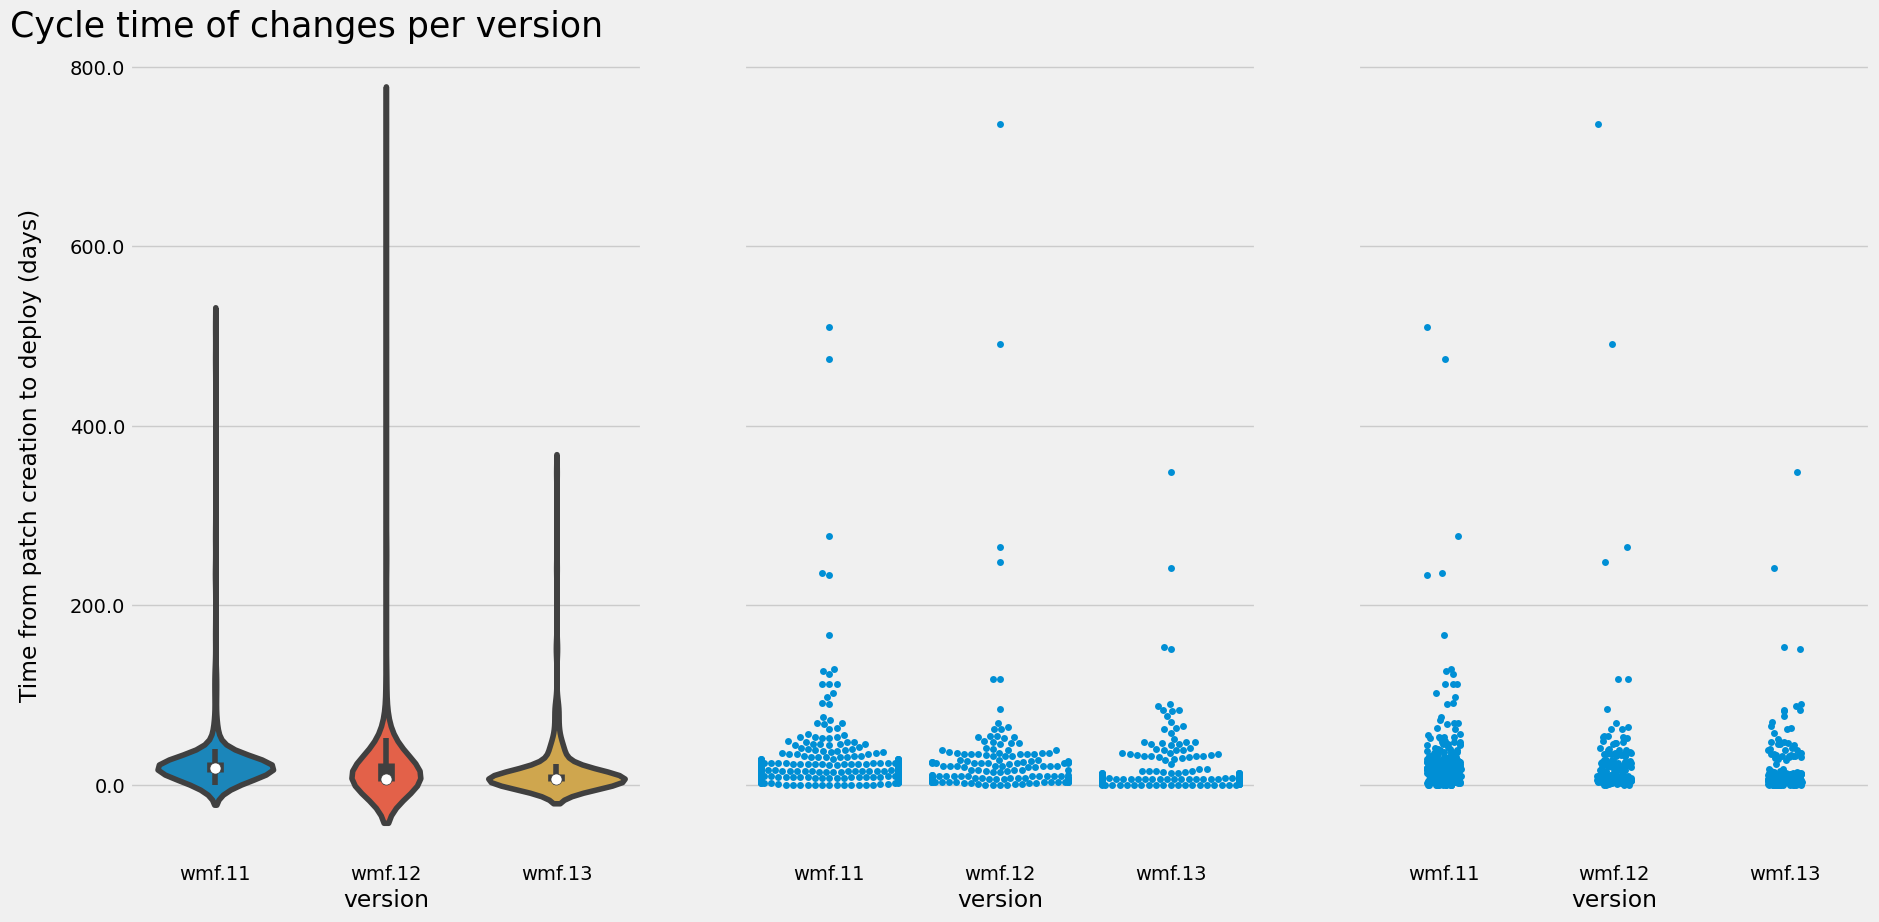 Cycle time of changes per version
Time from patch creation to deploy (days)
800.0
600.0
400.0
200.0
0.0
wmf.11 wmf.12 wmf.13
version
wmf.11 wmf.12 wmf.13
version
wmf.11 wmf.12 wmf.13
version